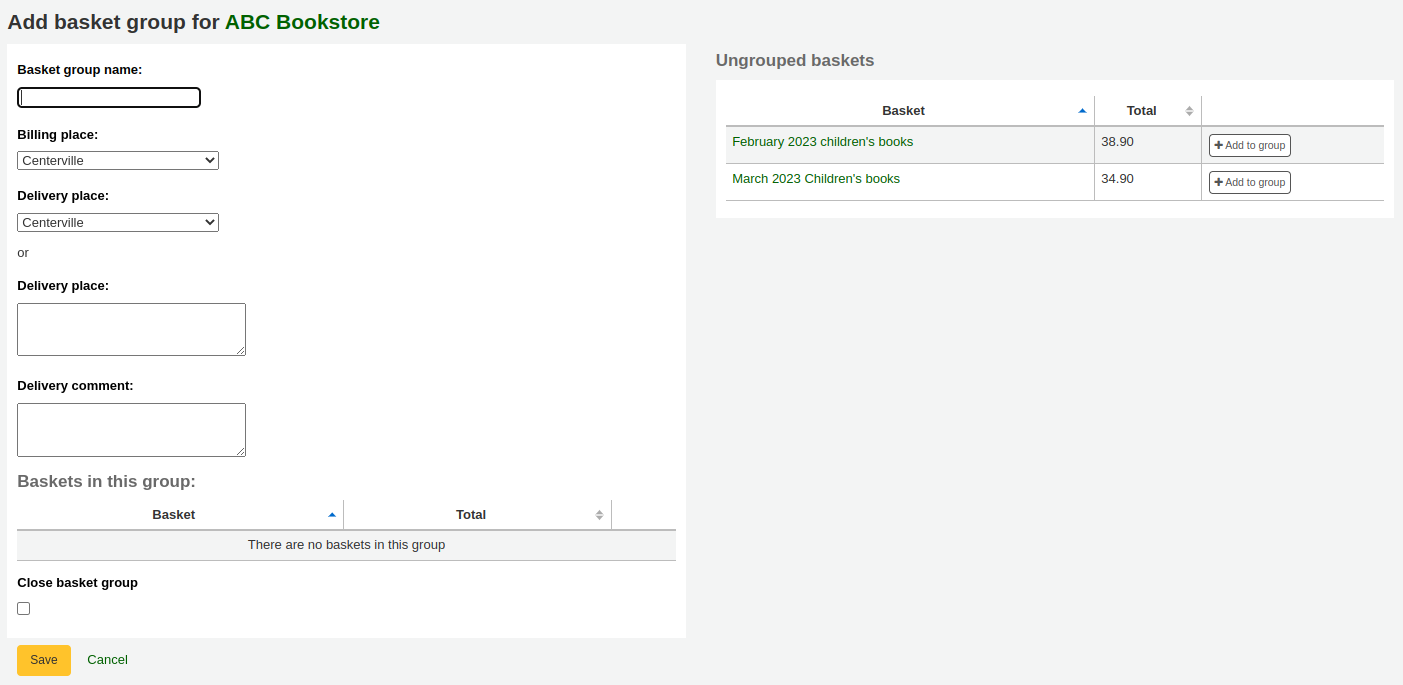 Add basket group for ABC Bookstore
Basket group name:
Billing place:
Centerville
Delivery place:
Centerville
or
Delivery place:
Delivery comment:
Baskets in this group:
Basket Total
There are no baskets in this group
Close basket group
Save Cancel
Ungrouped baskets
Basket Total
February 2023 children's books 38.90 Add to group
March 2023 Children's books 34.90 Add to group